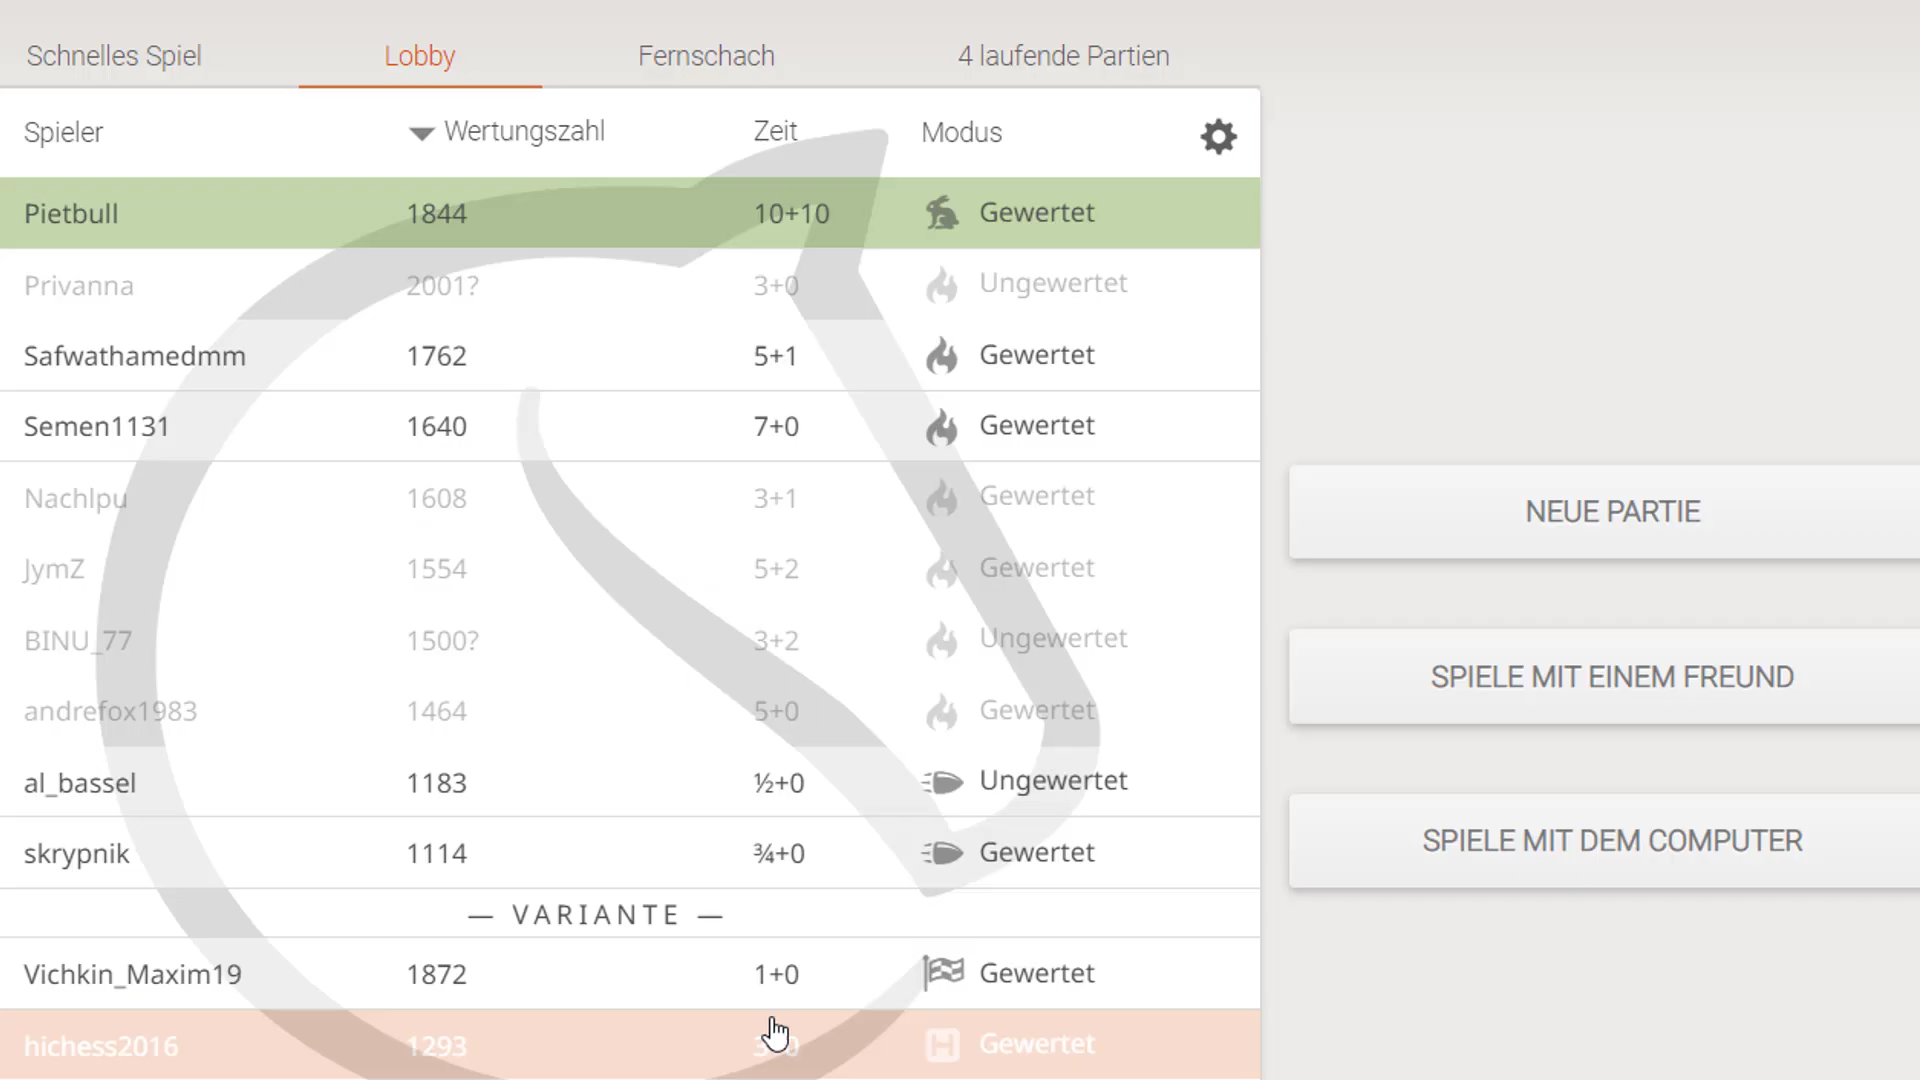 Schnelles Spiel Lobby Fernschach 4 laufende Partien
Spieler Wertungszahl Zeit Modus
Pietbull 1844 10+10 Gewertet
Privanna 2001? 3+0 Ungewertet
Safwathamedmm 1762 5+1 Gewertet
Semen1131 1640 7+0 Gewertet
Nachlpu 1608 3+1 Gewertet
JymZ 1554 5+2 Gewertet
BINU_77 1500? 3+2 Ungewertet
andrefox1983 1464 5+0 Gewertet
al_bassel 1183 ½+0 Ungewertet
skrypnik 1114 ¾+0 Gewertet
— VARIANTE —
Vichkin_Maxim19 1872 1+0 Gewertet
hichess2016 1293 Gewertet
NEUE PARTIE
SPIELE MIT EINEM FREUND
SPIELE MIT DEM COMPUTER